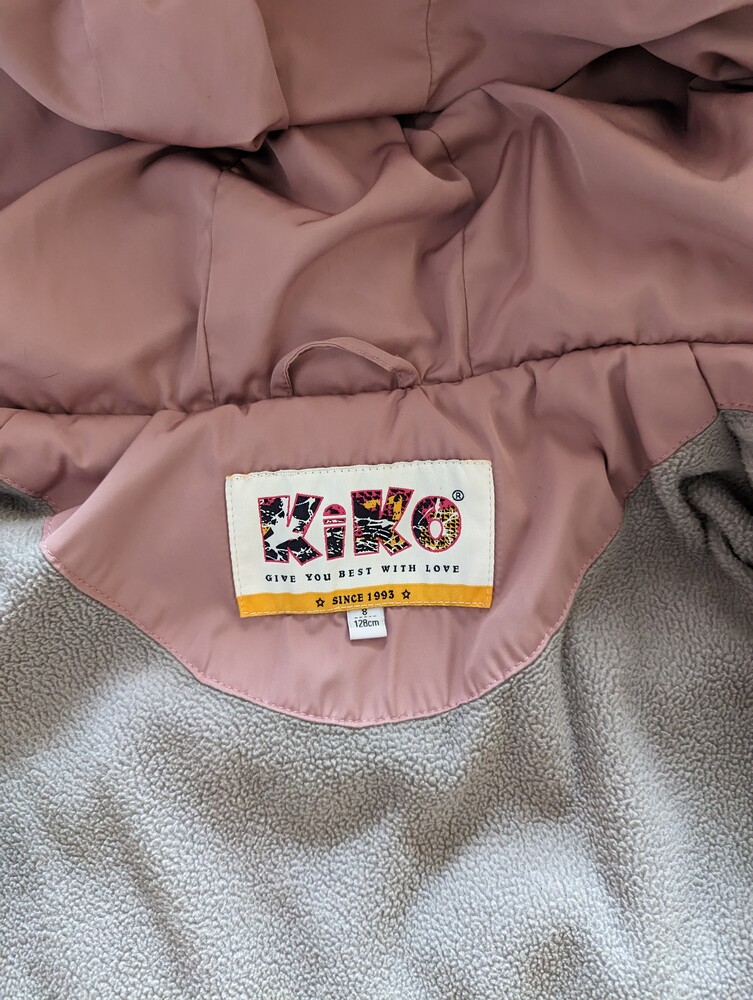 KiKO®
GIVE YOU BEST WITH LOVE
☆ SINCE 1993 ☆
8
128cm